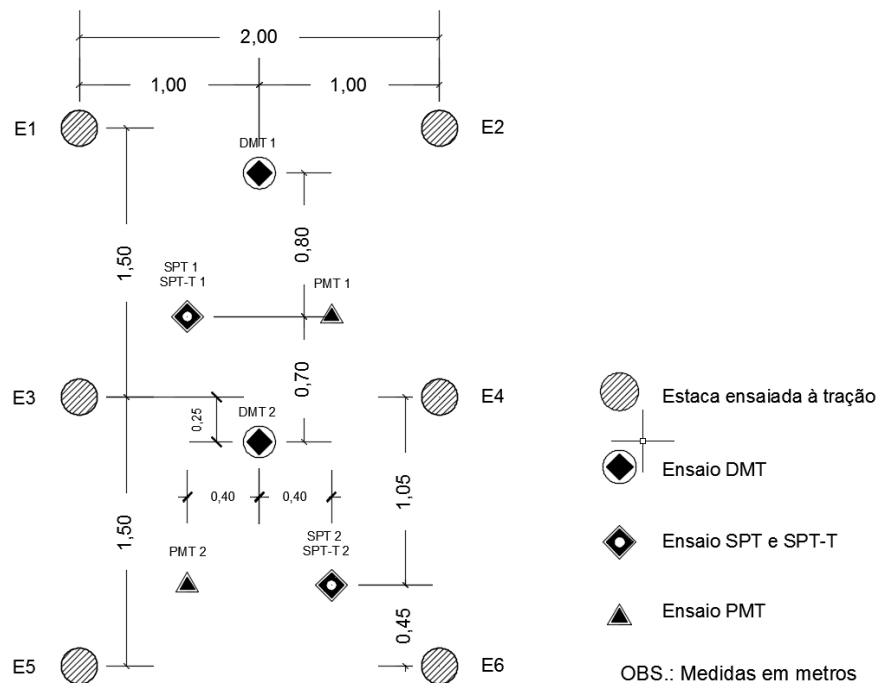 2,00
1,00
1,00
E1
E2
DMT 1
0,80
1,50
SPT 1
SPT-T 1
PMT 1
0,70
E3
E4
0,25
DMT 2
0,40
0,40
1,05
1,50
SPT 2
SPT-T 2
PMT 2
0,45
E5
E6
Estaca ensaiada à tração
Ensaio DMT
Ensaio SPT e SPT-T
Ensaio PMT
OBS.: Medidas em metros